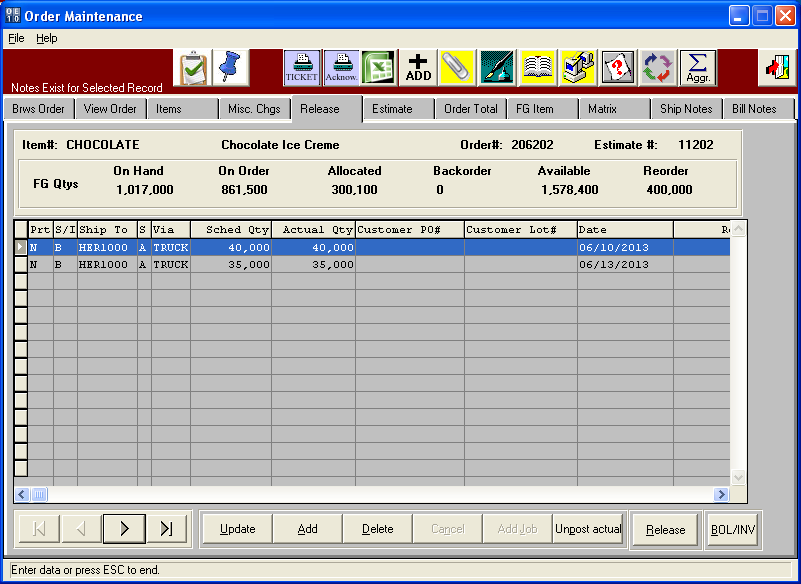 Order Maintenance
File Help
Notes Exist for Selected Record
TICKET Acknow. ADD Aggr.
Brws Order View Order Items Misc. Chgs Release Estimate Order Total FG Item Matrix Ship Notes Bill Notes
Item#: CHOCOLATE Chocolate Ice Creme Order#: 206202 Estimate #: 11202
On Hand On Order Allocated Backorder Available Reorder
FG Qtys 1,017,000 861,500 300,100 0 1,578,400 400,000
Prt S/I Ship To S Via Sched Qty Actual Qty Customer PO# Customer Lot# Date
N B HER1000 A TRUCK 40,000 40,000 06/10/2013
N B HER1000 A TRUCK 35,000 35,000 06/13/2013
Update Add Delete Cancel Add Job Unpost actual Release BOL/INV
Enter data or press ESC to end.